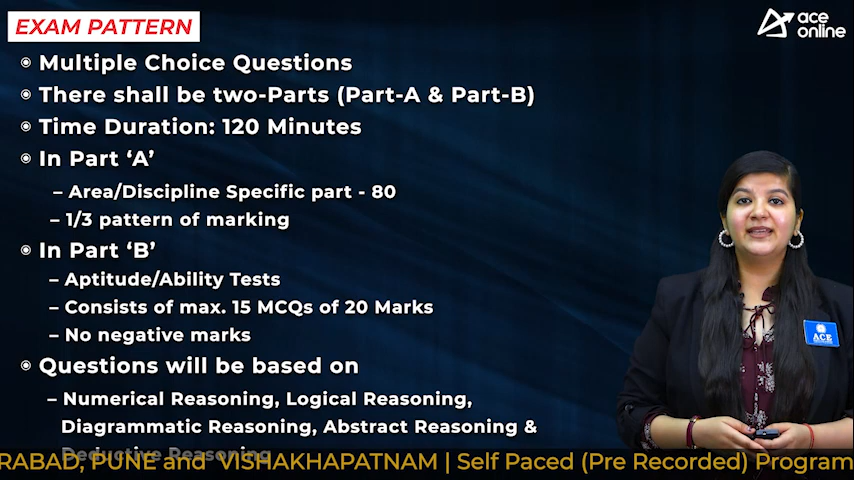 EXAM PATTERN
ace
online
Multiple Choice Questions
There shall be two-Parts (Part-A & Part-B)
Time Duration: 120 Minutes
In Part ‘A’
– Area/Discipline Specific part - 80
– 1/3 pattern of marking
In Part ‘B’
– Aptitude/Ability Tests
– Consists of max. 15 MCQs of 20 Marks
– No negative marks
Questions will be based on
– Numerical Reasoning, Logical Reasoning,
Diagrammatic Reasoning, Abstract Reasoning &
Deductive Reasoning
ACE
RABAD, PUNE and VISHAKHAPATNAM | Self Paced (Pre Recorded) Program